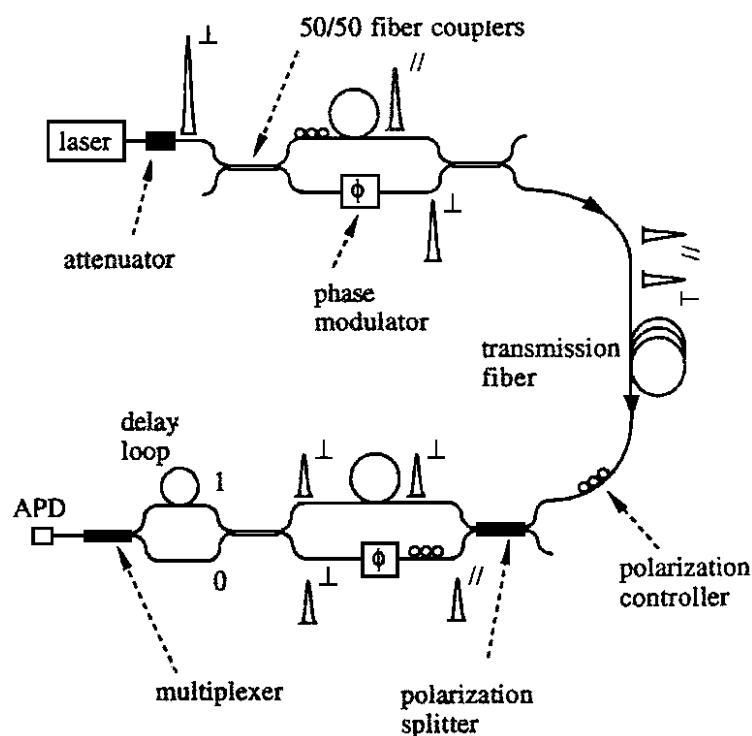 50/50 fiber couplers
⊥
//
laser
ϕ
⊥
attenuator
phase
modulator
//
⊥
transmission
fiber
delay
loop
1
⊥
⊥
APD
0
⊥
ϕ
//
polarization
controller
multiplexer
polarization
splitter